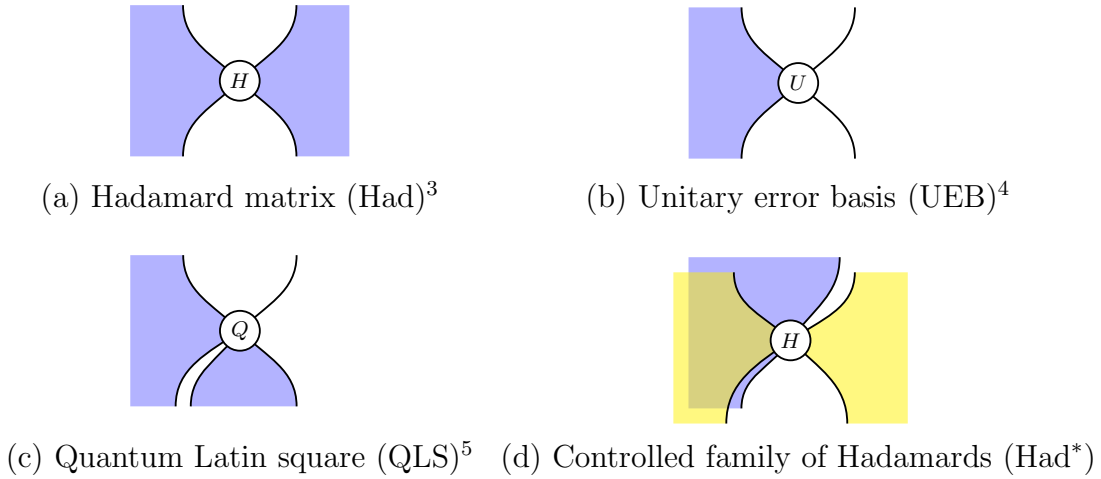 H
U
(a) Hadamard matrix (Had)³
(b) Unitary error basis (UEB)⁴
Q
H
(c) Quantum Latin square (QLS)⁵
(d) Controlled family of Hadamards (Had*)